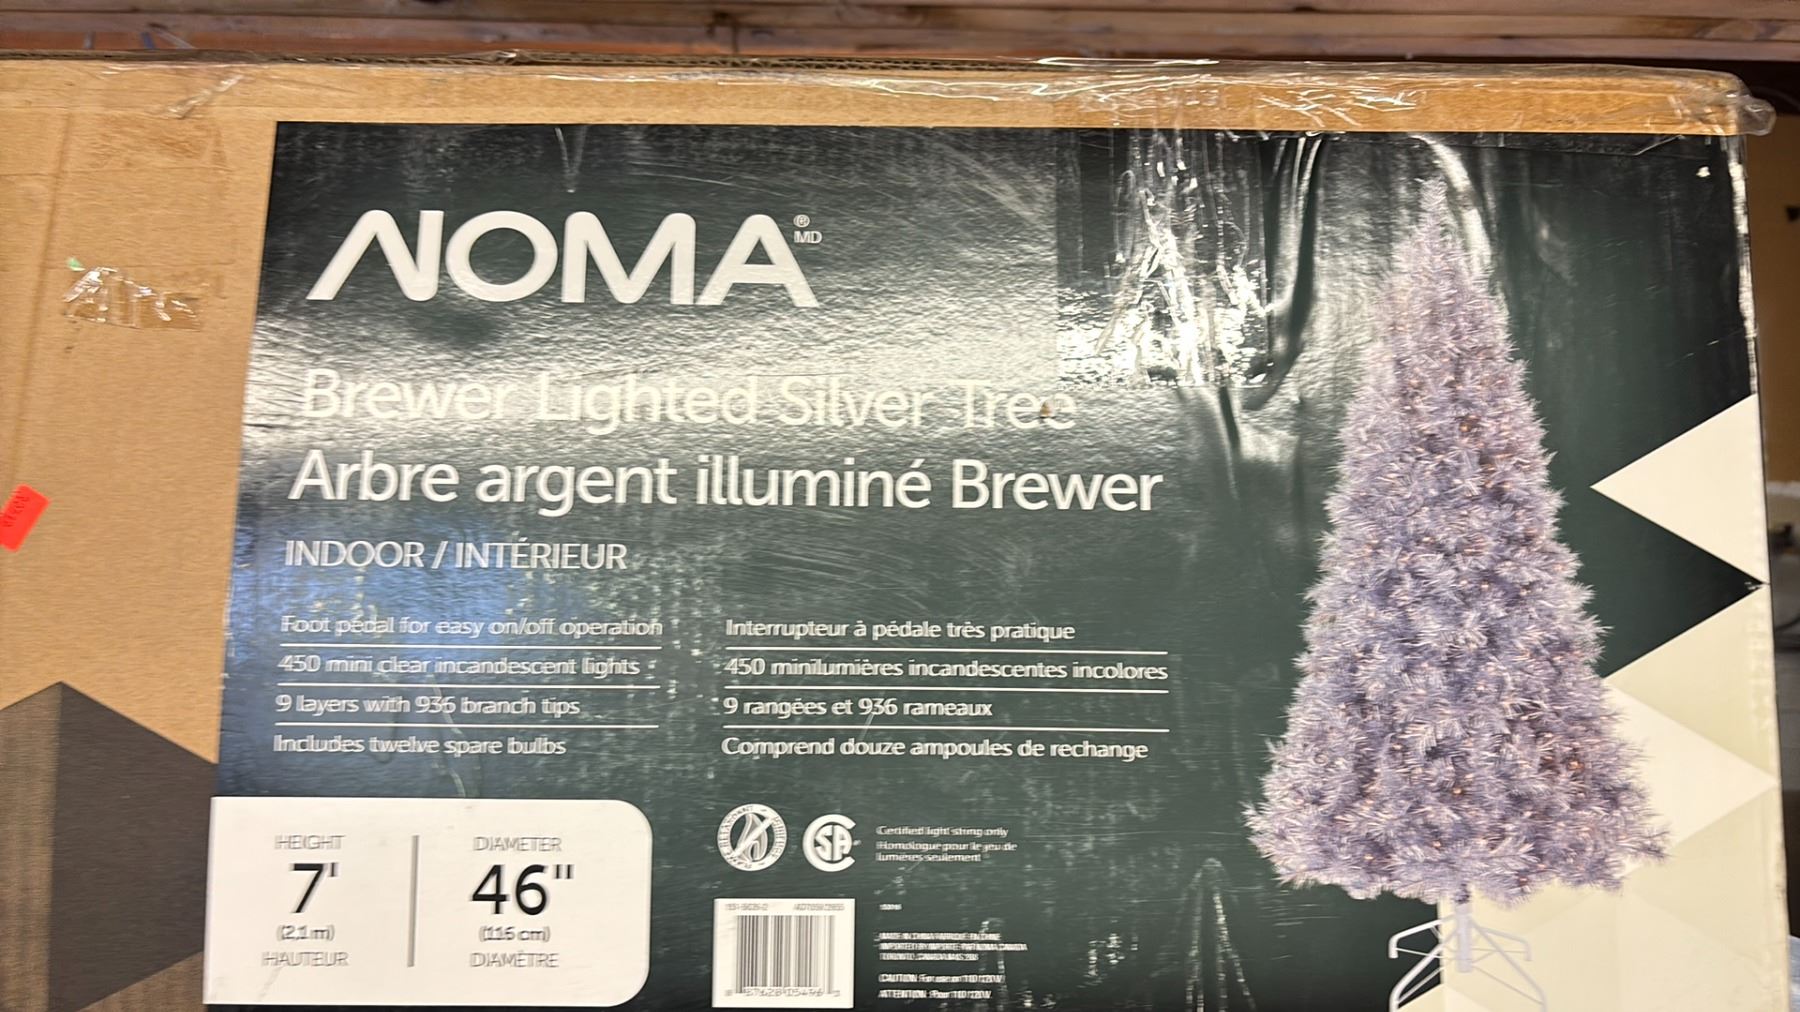 NOMA
® MD
Brewer Lighted Silver Tree
Arbre argent illuminé Brewer
INDOOR / INTÉRIEUR
Foot pedal for easy on/off operation
450 mini clear incandescent lights
9 layers with 936 branch tips
Includes twelve spare bulbs
Interrupteur à pédale très pratique
450 minilumières incandescentes incolores
9 rangées et 936 rameaux
Comprend douze ampoules de rechange
HEIGHT
7'
(2,1 m)
HAUTEUR
DIAMETER
46"
(116 cm)
DIAMÈTRE
Certified light string only
Homologué pour le jeu de
lumières seulement